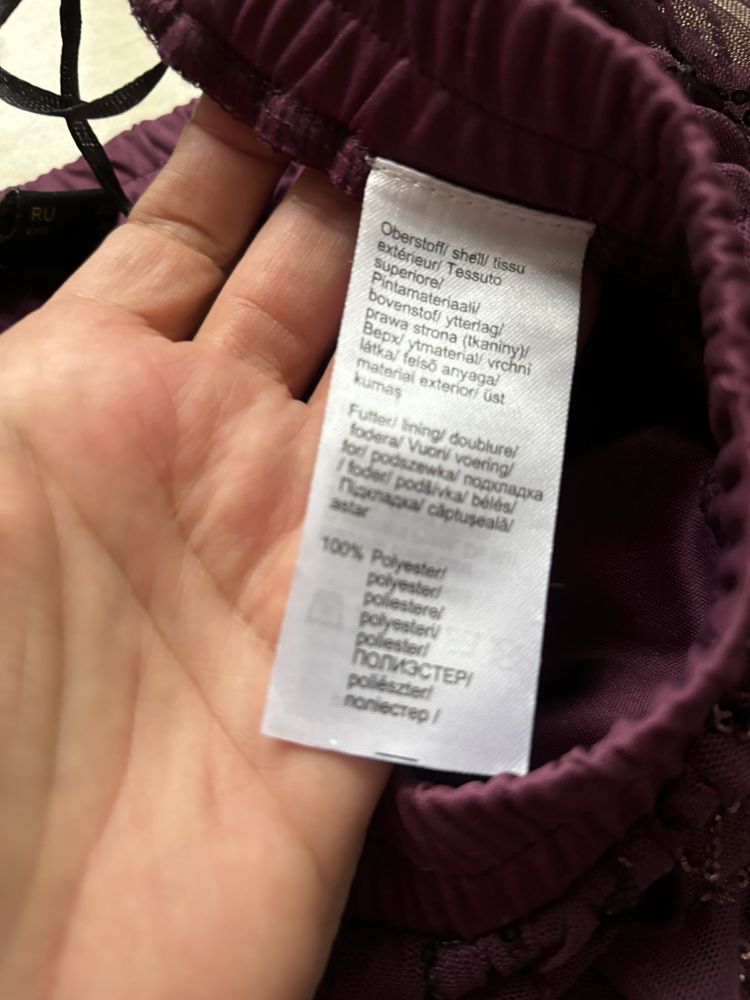 RU
Oberstoff/ shell/ tissu
extérieur/ Tessuto
superiore/
Pintamateriaali/
bovenstof/ ytterlag/
prawa strona (tkaniny)/
Верх/ ytmaterial/ vrchni
látka/ felső anyaga/
material exterior/ üst
kumaş
Futter/ lining/ doublure/
fodera/ Vuori/ voering/
for/ podszewka/ подкладка
/ foder/ podšívka/ bélés/
Підкладка/ căptușeală/
astar
100% Polyester/
polyester/
poliestere/
polyesteri/
poliester/
ПОЛИЭСТЕР/
poliészter/
поліестер /